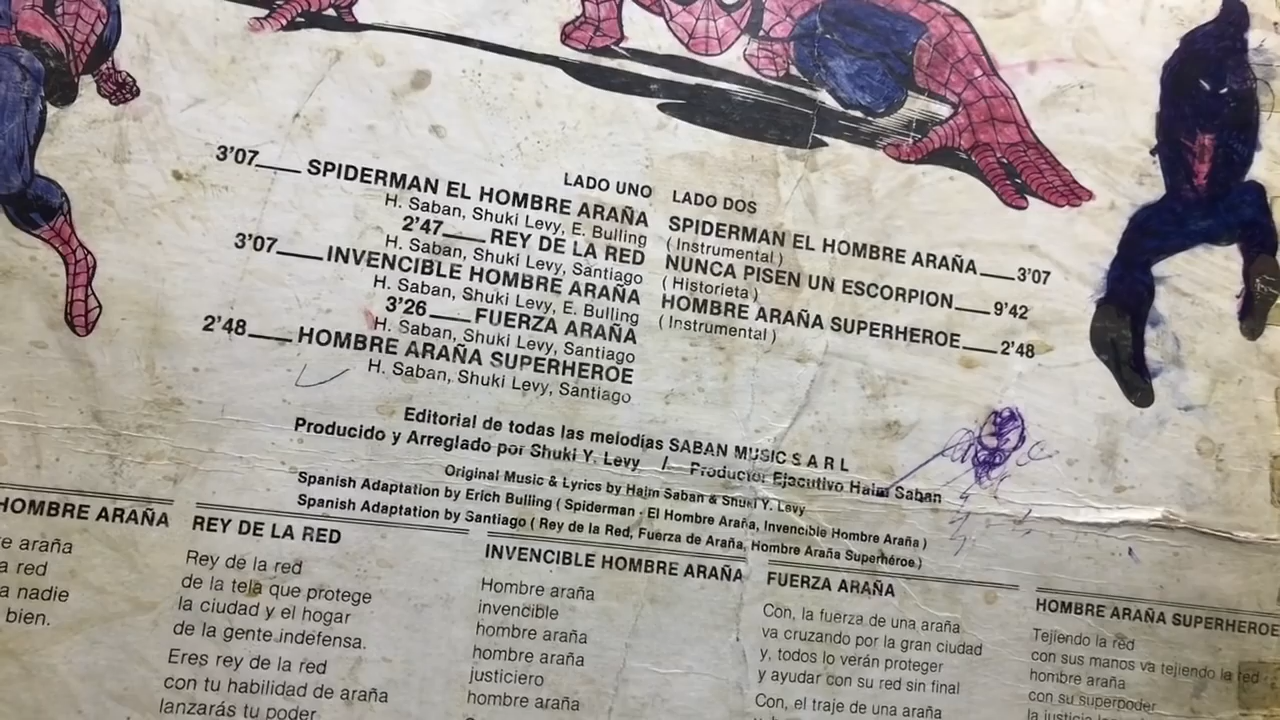 LADO UNO
3'07 SPIDERMAN EL HOMBRE ARAÑA
H. Saban, Shuki Levy, E. Bulling
2'47 REY DE LA RED
H. Saban, Shuki Levy, Santiago
3'07 INVENCIBLE HOMBRE ARAÑA
H. Saban, Shuki Levy, E. Bulling
3'26 FUERZA ARAÑA
H. Saban, Shuki Levy, Santiago
2'48 HOMBRE ARAÑA SUPERHEROE
H. Saban, Shuki Levy, Santiago
LADO DOS
SPIDERMAN EL HOMBRE ARAÑA 3'07
( Instrumental )
NUNCA PISEN UN ESCORPION 9'42
( Historieta )
HOMBRE ARAÑA SUPERHEROE 2'48
( Instrumental )
Editorial de todas las melodías SABAN MUSIC S A R L
Producido y Arreglado por Shuki Y. Levy / Productor Ejecutivo Haim Saban
Original Music & Lyrics by Haim Saban & Shuki Y. Levy
Spanish Adaptation by Erich Bulling ( Spiderman - El Hombre Araña, Invencible Hombre Araña )
Spanish Adaptation by Santiago ( Rey de la Red, Fuerza de Araña, Hombre Araña Superhéroe )
HOMBRE ARAÑA
e araña
a red
a nadie
bien.
REY DE LA RED
Rey de la red
de la tela que protege
la ciudad y el hogar
de la gente indefensa.
Eres rey de la red
con tu habilidad de araña
lanzarás tu poder
INVENCIBLE HOMBRE ARAÑA
Hombre araña
invencible
hombre araña
hombre araña
justiciero
hombre araña
FUERZA ARAÑA
Con, la fuerza de una araña
va cruzando por la gran ciudad
y, todos lo verán proteger
y ayudar con su red sin final
Con, el traje de una araña
HOMBRE ARAÑA SUPERHEROE
Tejiendo la red
con sus manos va tejiendo la red
hombre araña
con su superpoder
la justicia